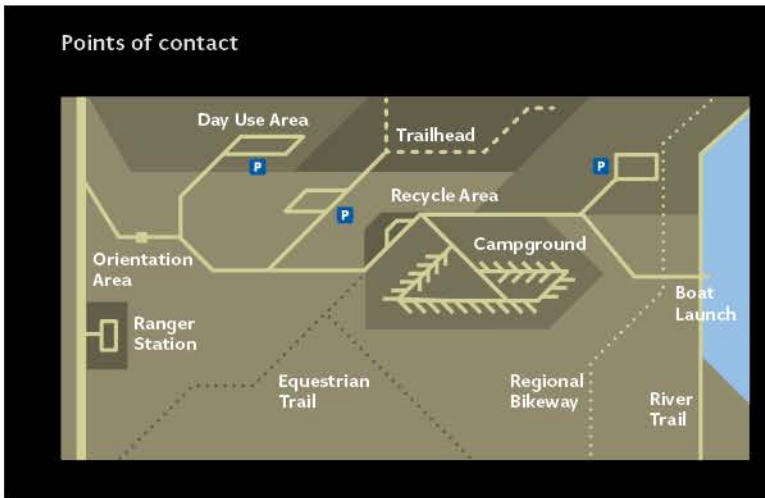 Points of contact
Day Use Area
Trailhead
P
P
P
Recycle Area
Campground
Orientation
Area
Boat
Launch
Ranger
Station
Equestrian
Trail
Regional
Bikeway
River
Trail